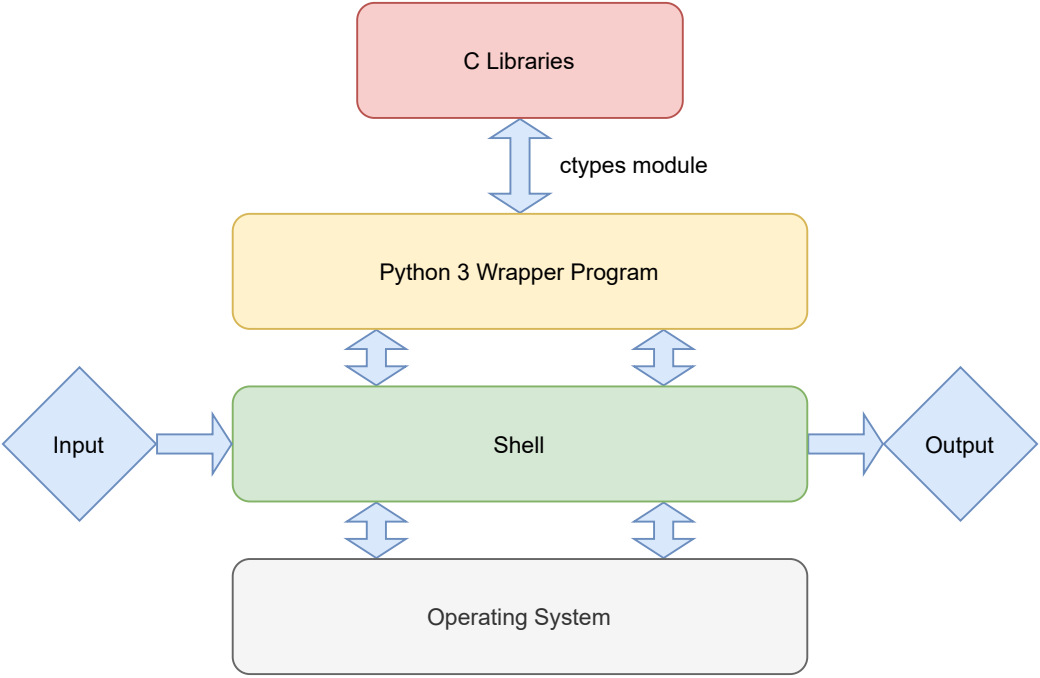 C Libraries
ctypes module
Python 3 Wrapper Program
Input
Shell
Output
Operating System